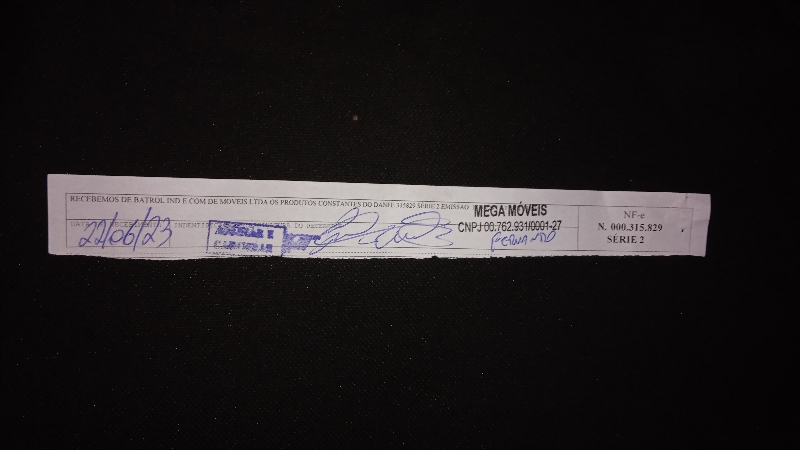 RECEBEMOS DE BATROL IND E COM DE MOVEIS LTDA OS PRODUTOS CONSTANTES DO DANFE 315829 SÉRIE 2 EMISSÃO
MEGA MÓVEIS
CNPJ 00.762.931/0001-27
FERNANDO
DATA
22/06/23
NF-e
N. 000.315.829
SÉRIE 2